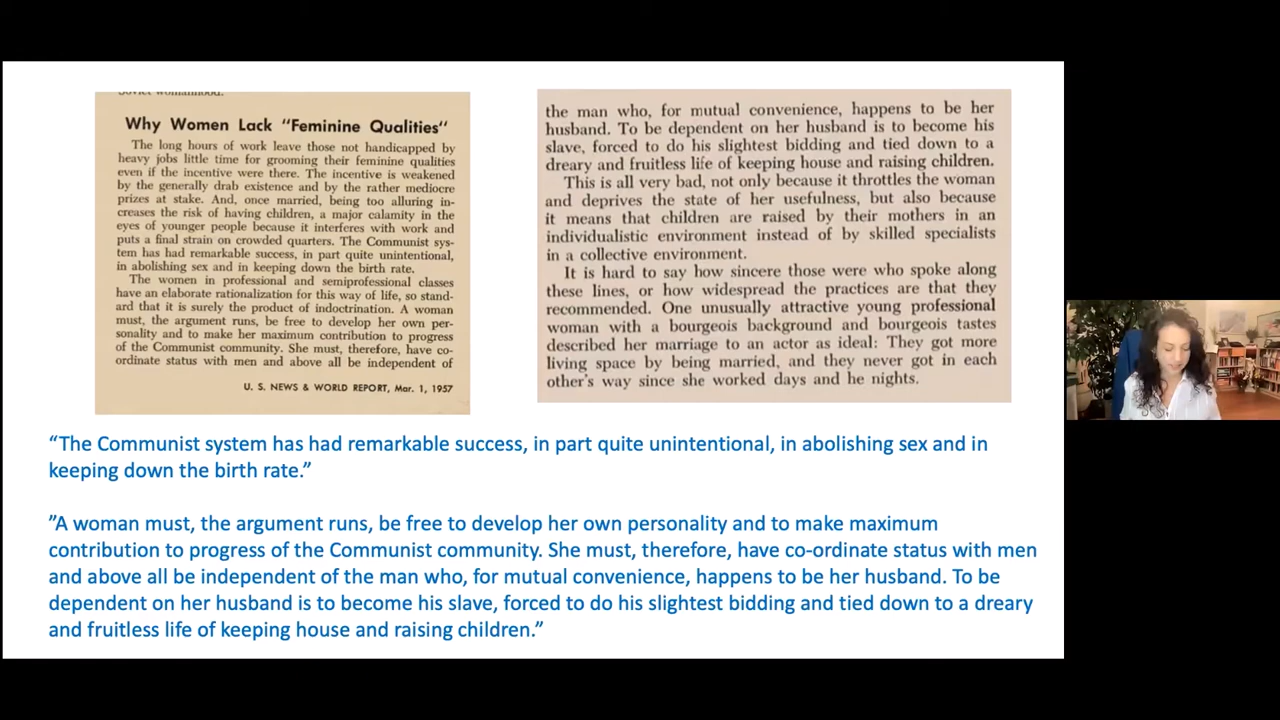 Soviet womanhood.
Why Women Lack "Feminine Qualities"
The long hours of work leave those not handicapped by
heavy jobs little time for grooming their feminine qualities
even if the incentive were there. The incentive is weakened
by the generally drab existence and by the rather mediocre
prizes at stake. And, once married, being too alluring in-
creases the risk of having children, a major calamity in the
eyes of younger people because it interferes with work and
puts a final strain on crowded quarters. The Communist sys-
tem has had remarkable success, in part quite unintentional,
in abolishing sex and in keeping down the birth rate.
The women in professional and semiprofessional classes
have an elaborate rationalization for this way of life, so stand-
ard that it is surely the product of indoctrination. A woman
must, the argument runs, be free to develop her own per-
sonality and to make her maximum contribution to progress
of the Communist community. She must, therefore, have co-
ordinate status with men and above all be independent of
U. S. NEWS & WORLD REPORT, Mar. 1, 1957
the man who, for mutual convenience, happens to be her
husband. To be dependent on her husband is to become his
slave, forced to do his slightest bidding and tied down to a
dreary and fruitless life of keeping house and raising children.
This is all very bad, not only because it throttles the woman
and deprives the state of her usefulness, but also because
it means that children are raised by their mothers in an
individualistic environment instead of by skilled specialists
in a collective environment.
It is hard to say how sincere those were who spoke along
these lines, or how widespread the practices are that they
recommended. One unusually attractive young professional
woman with a bourgeois background and bourgeois tastes
described her marriage to an actor as ideal: They got more
living space by being married, and they never got in each
other's way since she worked days and he nights.
“The Communist system has had remarkable success, in part quite unintentional, in abolishing sex and in
keeping down the birth rate.”
”A woman must, the argument runs, be free to develop her own personality and to make maximum
contribution to progress of the Communist community. She must, therefore, have co-ordinate status with men
and above all be independent of the man who, for mutual convenience, happens to be her husband. To be
dependent on her husband is to become his slave, forced to do his slightest bidding and tied down to a dreary
and fruitless life of keeping house and raising children.”